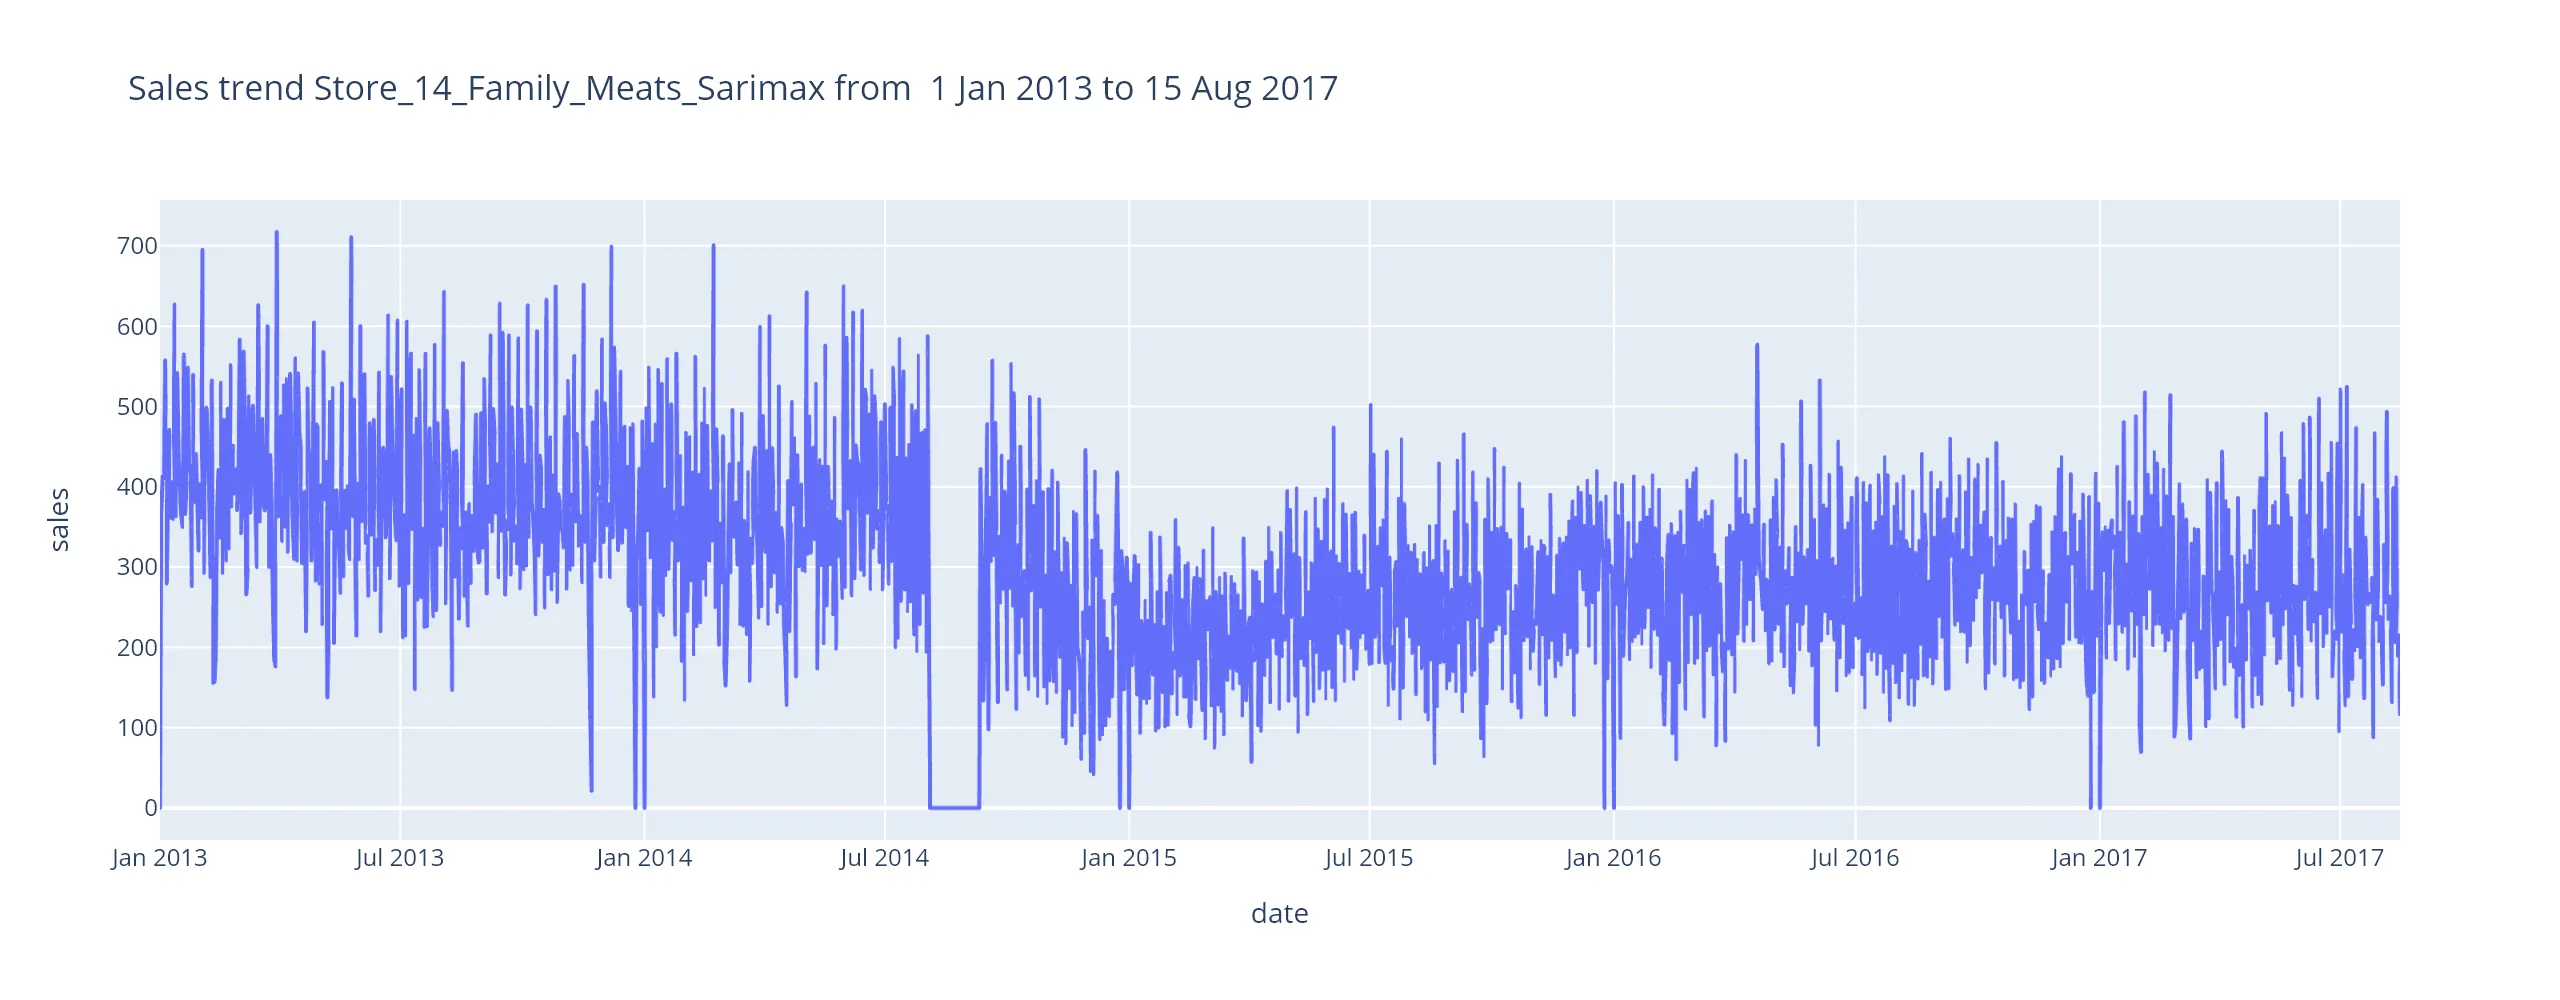 Sales trend Store_14_Family_Meats_Sarimax from  1 Jan 2013 to 15 Aug 2017
700
600
500
400
300
200
100
0
sales
Jan 2013 Jul 2013 Jan 2014 Jul 2014 Jan 2015 Jul 2015 Jan 2016 Jul 2016 Jan 2017 Jul 2017
date